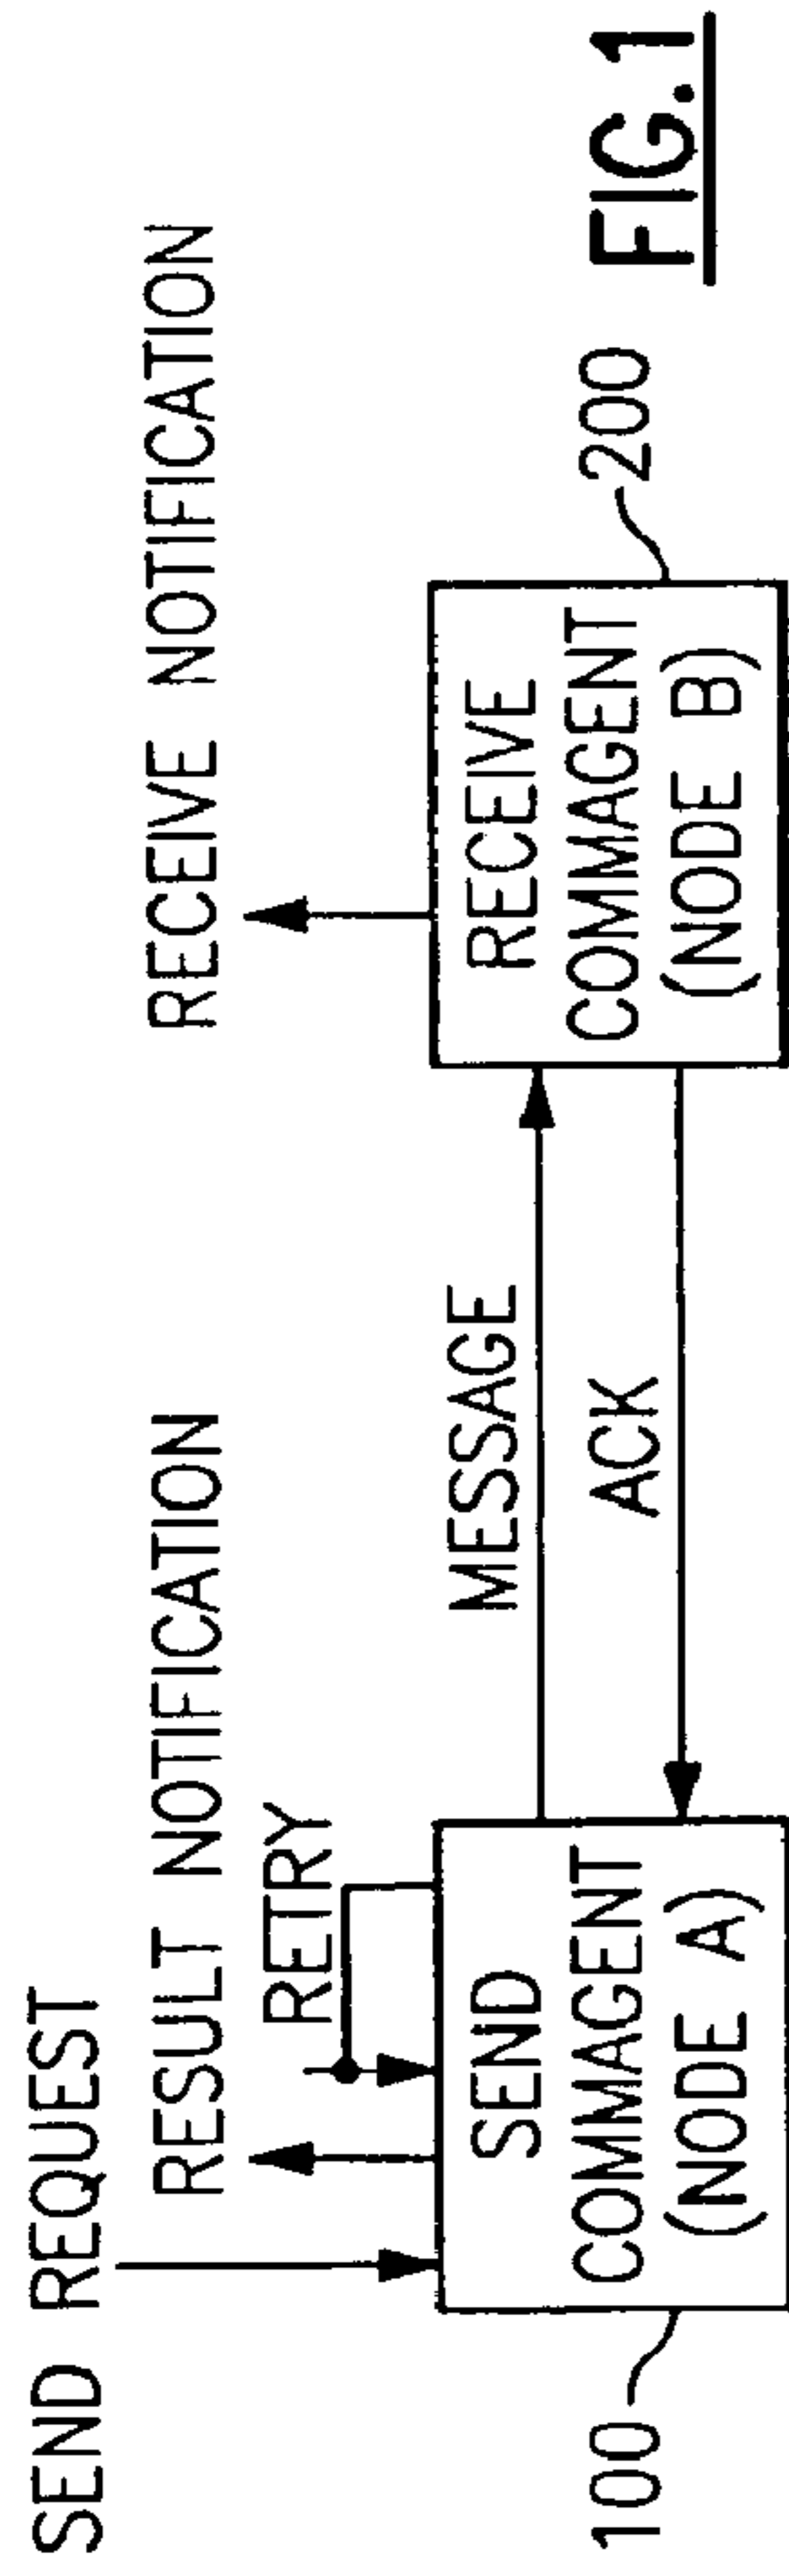 SEND REQUEST
RESULT NOTIFICATION
RECEIVE NOTIFICATION
RETRY
MESSAGE
ACK
SEND
COMMAGENT
(NODE A)
100
RECEIVE
COMMAGENT
(NODE B)
200
FIG.1